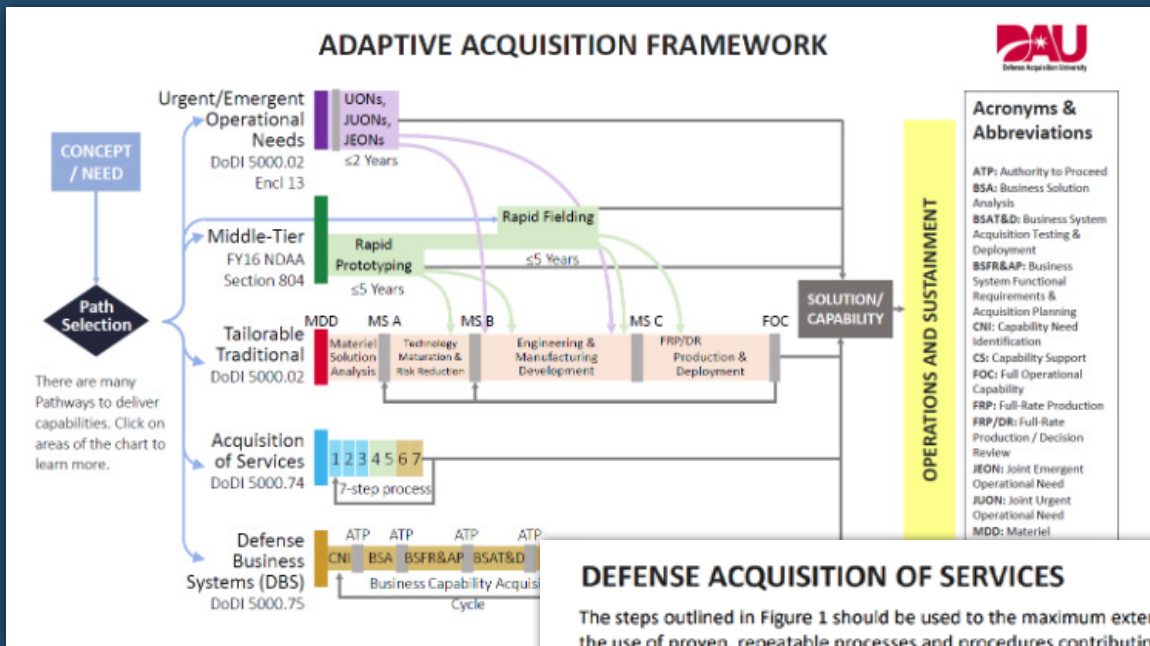 ADAPTIVE ACQUISITION FRAMEWORK
DAU
Defense Acquisition University
CONCEPT
/ NEED
Path
Selection
There are many
Pathways to deliver
capabilities. Click on
areas of the chart to
learn more.
Urgent/Emergent
Operational
Needs
DoDI 5000.02
Encl 13
UONs,
JUONs,
JEONs
≤2 Years
Middle-Tier
FY16 NDAA
Section 804
Rapid
Prototyping
≤5 Years
Rapid Fielding
≤5 Years
Tailorable
Traditional
DoDI 5000.02
MDD
MS A
MS B
MS C
FOC
Materiel
Solution
Analysis
Technology
Maturation &
Risk Reduction
Engineering &
Manufacturing
Development
FRP/DR
Production &
Deployment
Acquisition
of Services
DoDI 5000.74
1 2 3 4 5 6 7
7-step process
Defense
Business
Systems (DBS)
DoDI 5000.75
ATP ATP ATP ATP
CNI BSA BSFR&AP BSAT&D
Business Capability Acquisi
Cycle
SOLUTION/
CAPABILITY
OPERATIONS AND SUSTAINMENT
Acronyms &
Abbreviations
ATP: Authority to Proceed
BSA: Business Solution
Analysis
BSAT&D: Business System
Acquisition Testing &
Deployment
BSFR&AP: Business
System Functional
Requirements &
Acquisition Planning
CNI: Capability Need
Identification
CS: Capability Support
FOC: Full Operational
Capability
FRP: Full-Rate Production
FRP/DR: Full-Rate
Production / Decision
Review
JEON: Joint Emergent
Operational Need
JUON: Joint Urgent
Operational Need
MDD: Materiel
DEFENSE ACQUISITION OF SERVICES
The steps outlined in Figure 1 should be used to the maximum exter
the use of proven, repeatable processes and procedures contributin